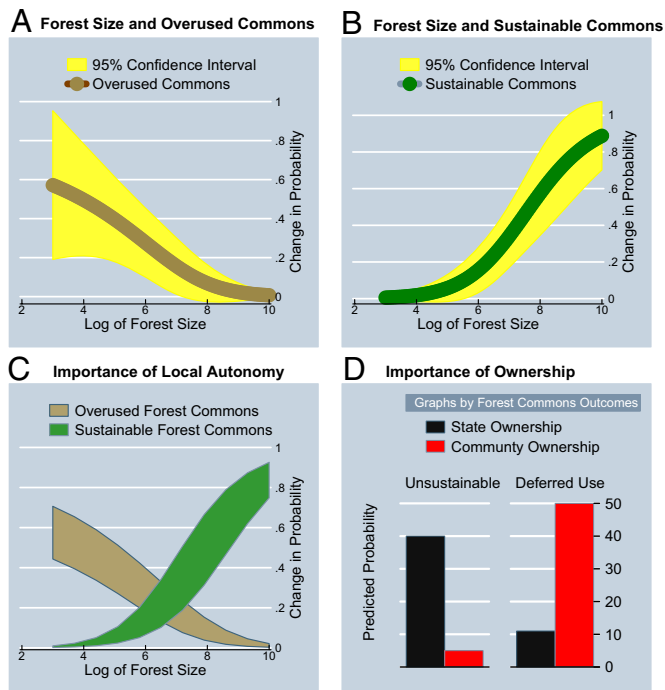 A Forest Size and Overused Commons
95% Confidence Interval
Overused Commons
1
.8
.6
.4
.2
0
Change in Probability
2 4 6 8 10
Log of Forest Size
B Forest Size and Sustainable Commons
95% Confidence Interval
Sustainable Commons
1
.8
.6
.4
.2
0
Change in Probability
2 4 6 8 10
Log of Forest Size
C Importance of Local Autonomy
Overused Forest Commons
Sustainable Forest Commons
1
.8
.6
.4
.2
0
Change in Probability
2 4 6 8 10
Log of Forest Size
D Importance of Ownership
Graphs by Forest Commons Outcomes
State Ownership
Communty Ownership
Unsustainable Deferred Use
Predicted Probability
50
40
30
20
10
0